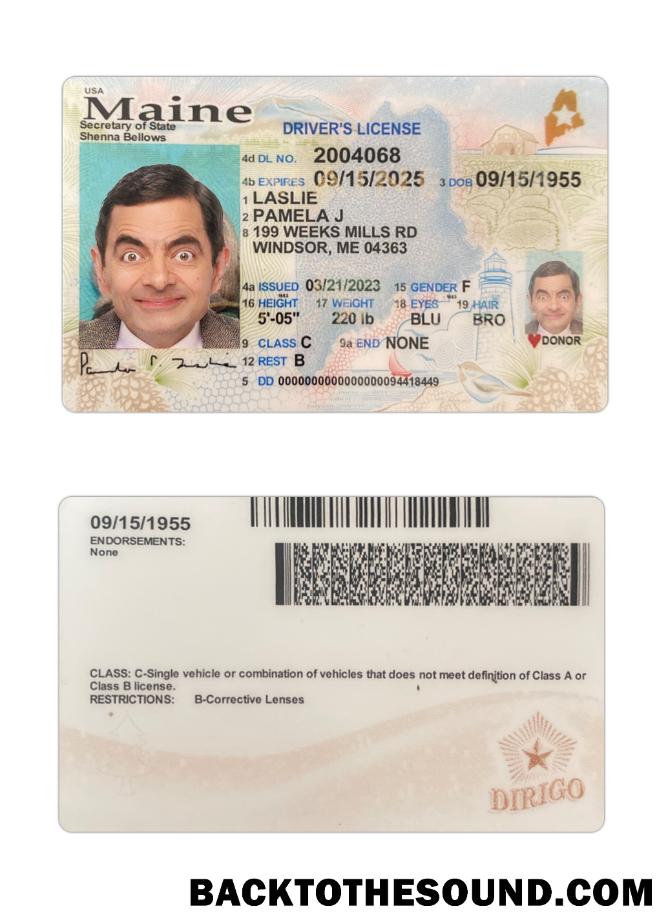 USA
Maine
Secretary of State
Shenna Bellows
DRIVER'S LICENSE
4d DL NO. 2004068
4b EXPIRES 09/15/2025 3 DOB 09/15/1955
1 LASLIE
2 PAMELA J
8 199 WEEKS MILLS RD
WINDSOR, ME 04363
4a ISSUED 03/21/2023 15 GENDER F
16 HEIGHT 17 WEIGHT 18 EYES 19 HAIR
5'-05" 220 lb BLU BRO
DONOR
9 CLASS C 9a END NONE
12 REST B
5 DD 00000000000000000094418449
09/15/1955
ENDORSEMENTS:
None
CLASS: C-Single vehicle or combination of vehicles that does not meet definition of Class A or
Class B license.
RESTRICTIONS: B-Corrective Lenses
DIRIGO
BACKTOTHESOUND.COM